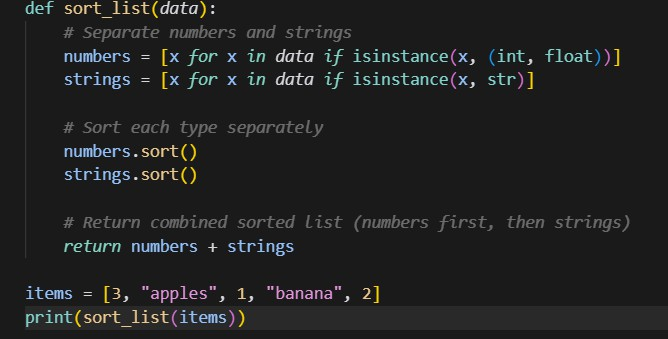 def sort_list(data):
    # Separate numbers and strings
    numbers = [x for x in data if isinstance(x, (int, float))]
    strings = [x for x in data if isinstance(x, str)]

    # Sort each type separately
    numbers.sort()
    strings.sort()

    # Return combined sorted list (numbers first, then strings)
    return numbers + strings

items = [3, "apples", 1, "banana", 2]
print(sort_list(items))